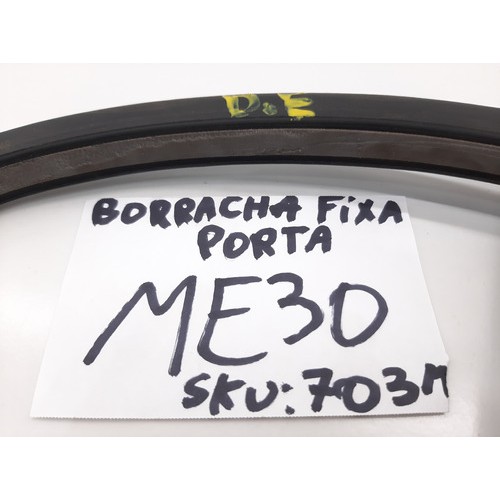 D.E
BORRACHA FixA
PORTA
ME30
SKU:703M